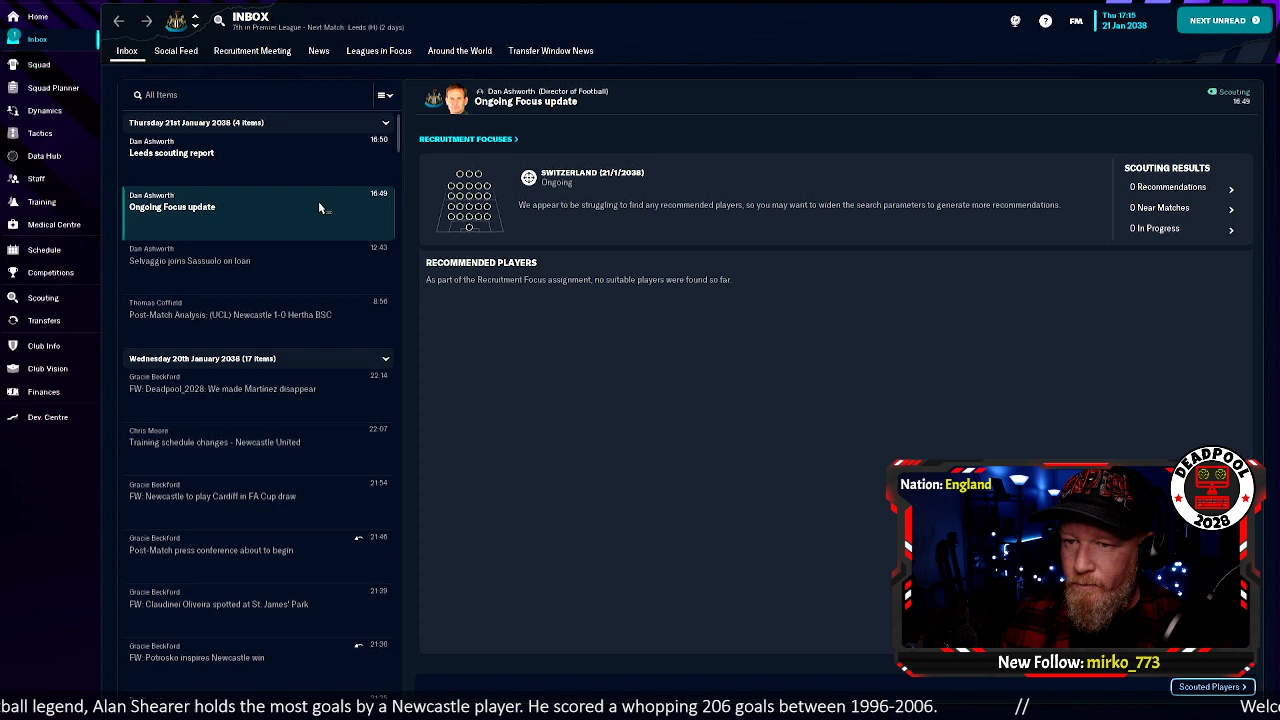 Home
Inbox
Squad
Squad Planner
Dynamics
Tactics
Data Hub
Staff
Training
Medical Centre
Schedule
Competitions
Scouting
Transfers
Club Info
Club Vision
Finances
Dev. Centre
INBOX
7th in Premier League - Next Match: Leeds (H) (2 days)
FM
Thu 17:15
21 Jan 2038
NEXT UNREAD
Inbox
Social Feed
Recruitment Meeting
News
Leagues in Focus
Around the World
Transfer Window News
All Items
Thursday 21st January 2038 (4 items)
Dan Ashworth 16:50
Leeds scouting report
Dan Ashworth 16:49
Ongoing Focus update
Dan Ashworth 12:43
Selvaggio joins Sassuolo on loan
Thomas Coffield 8:56
Post-Match Analysis: (UCL) Newcastle 1-0 Hertha BSC
Wednesday 20th January 2038 (17 items)
Gracie Beckford 22:14
FW: Deadpool_2028: We made Martínez disappear
Chris Moore 22:07
Training schedule changes - Newcastle United
Gracie Beckford 21:54
FW: Newcastle to play Cardiff in FA Cup draw
Gracie Beckford 21:46
Post-Match press conference about to begin
Gracie Beckford 21:39
FW: Claudinei Oliveira spotted at St. James' Park
Gracie Beckford 21:36
FW: Potrosko inspires Newcastle win
Dan Ashworth (Director of Football)
Ongoing Focus update
Scouting
16:49
RECRUITMENT FOCUSES >
SWITZERLAND (21/1/2038)
Ongoing
We appear to be struggling to find any recommended players, so you may want to widen the search parameters to generate more recommendations.
SCOUTING RESULTS
0 Recommendations
0 Near Matches
0 In Progress
RECOMMENDED PLAYERS
As part of the Recruitment Focus assignment, no suitable players were found so far.
Nation: England
DEADPOOL
2028
New Follow: mirko_773
Scouted Players >
tball legend, Alan Shearer holds the most goals by a Newcastle player. He scored a whopping 206 goals between 1996-2006. // Welc